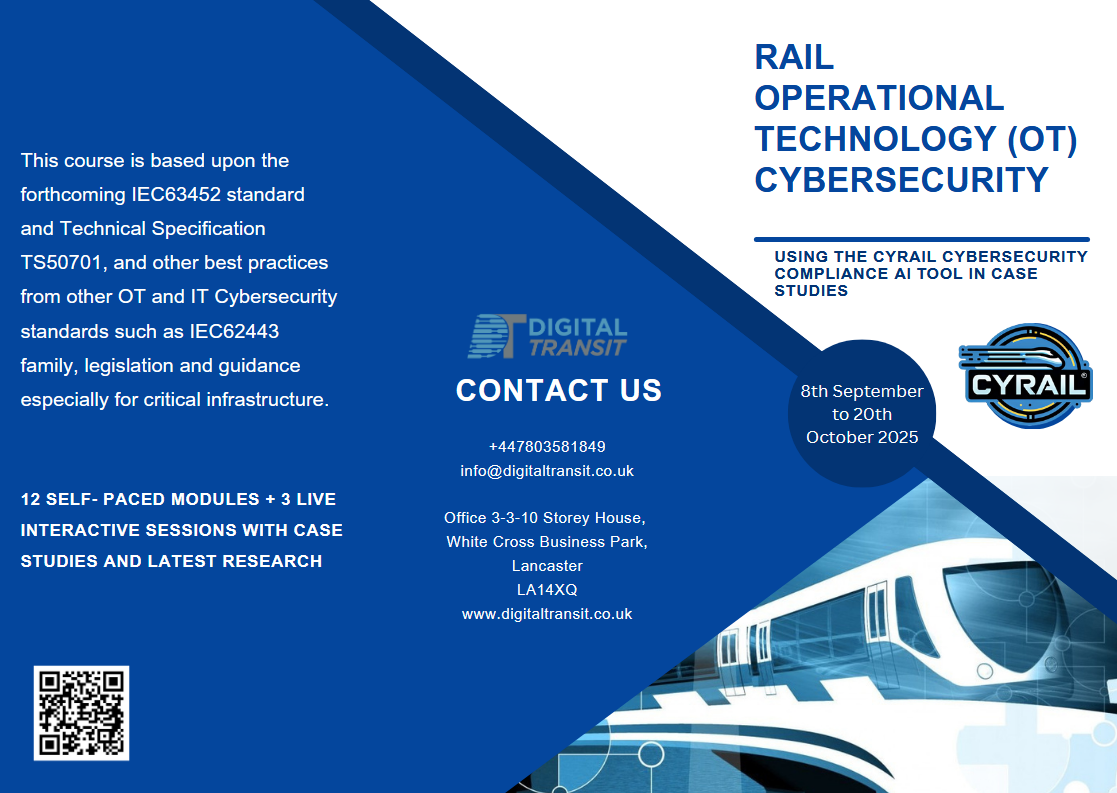 This course is based upon the
forthcoming IEC63452 standard
and Technical Specification
TS50701, and other best practices
from other OT and IT Cybersecurity
standards such as IEC62443
family, legislation and guidance
especially for critical infrastructure.
12 SELF- PACED MODULES + 3 LIVE
INTERACTIVE SESSIONS WITH CASE
STUDIES AND LATEST RESEARCH
DT DIGITAL
TRANSIT
CONTACT US
+447803581849
info@digitaltransit.co.uk
Office 3-3-10 Storey House,
White Cross Business Park,
Lancaster
LA14XQ
www.digitaltransit.co.uk
RAIL
OPERATIONAL
TECHNOLOGY (OT)
CYBERSECURITY
USING THE CYRAIL CYBERSECURITY
COMPLIANCE AI TOOL IN CASE
STUDIES
CYRAIL®
8th September
to 20th
October 2025